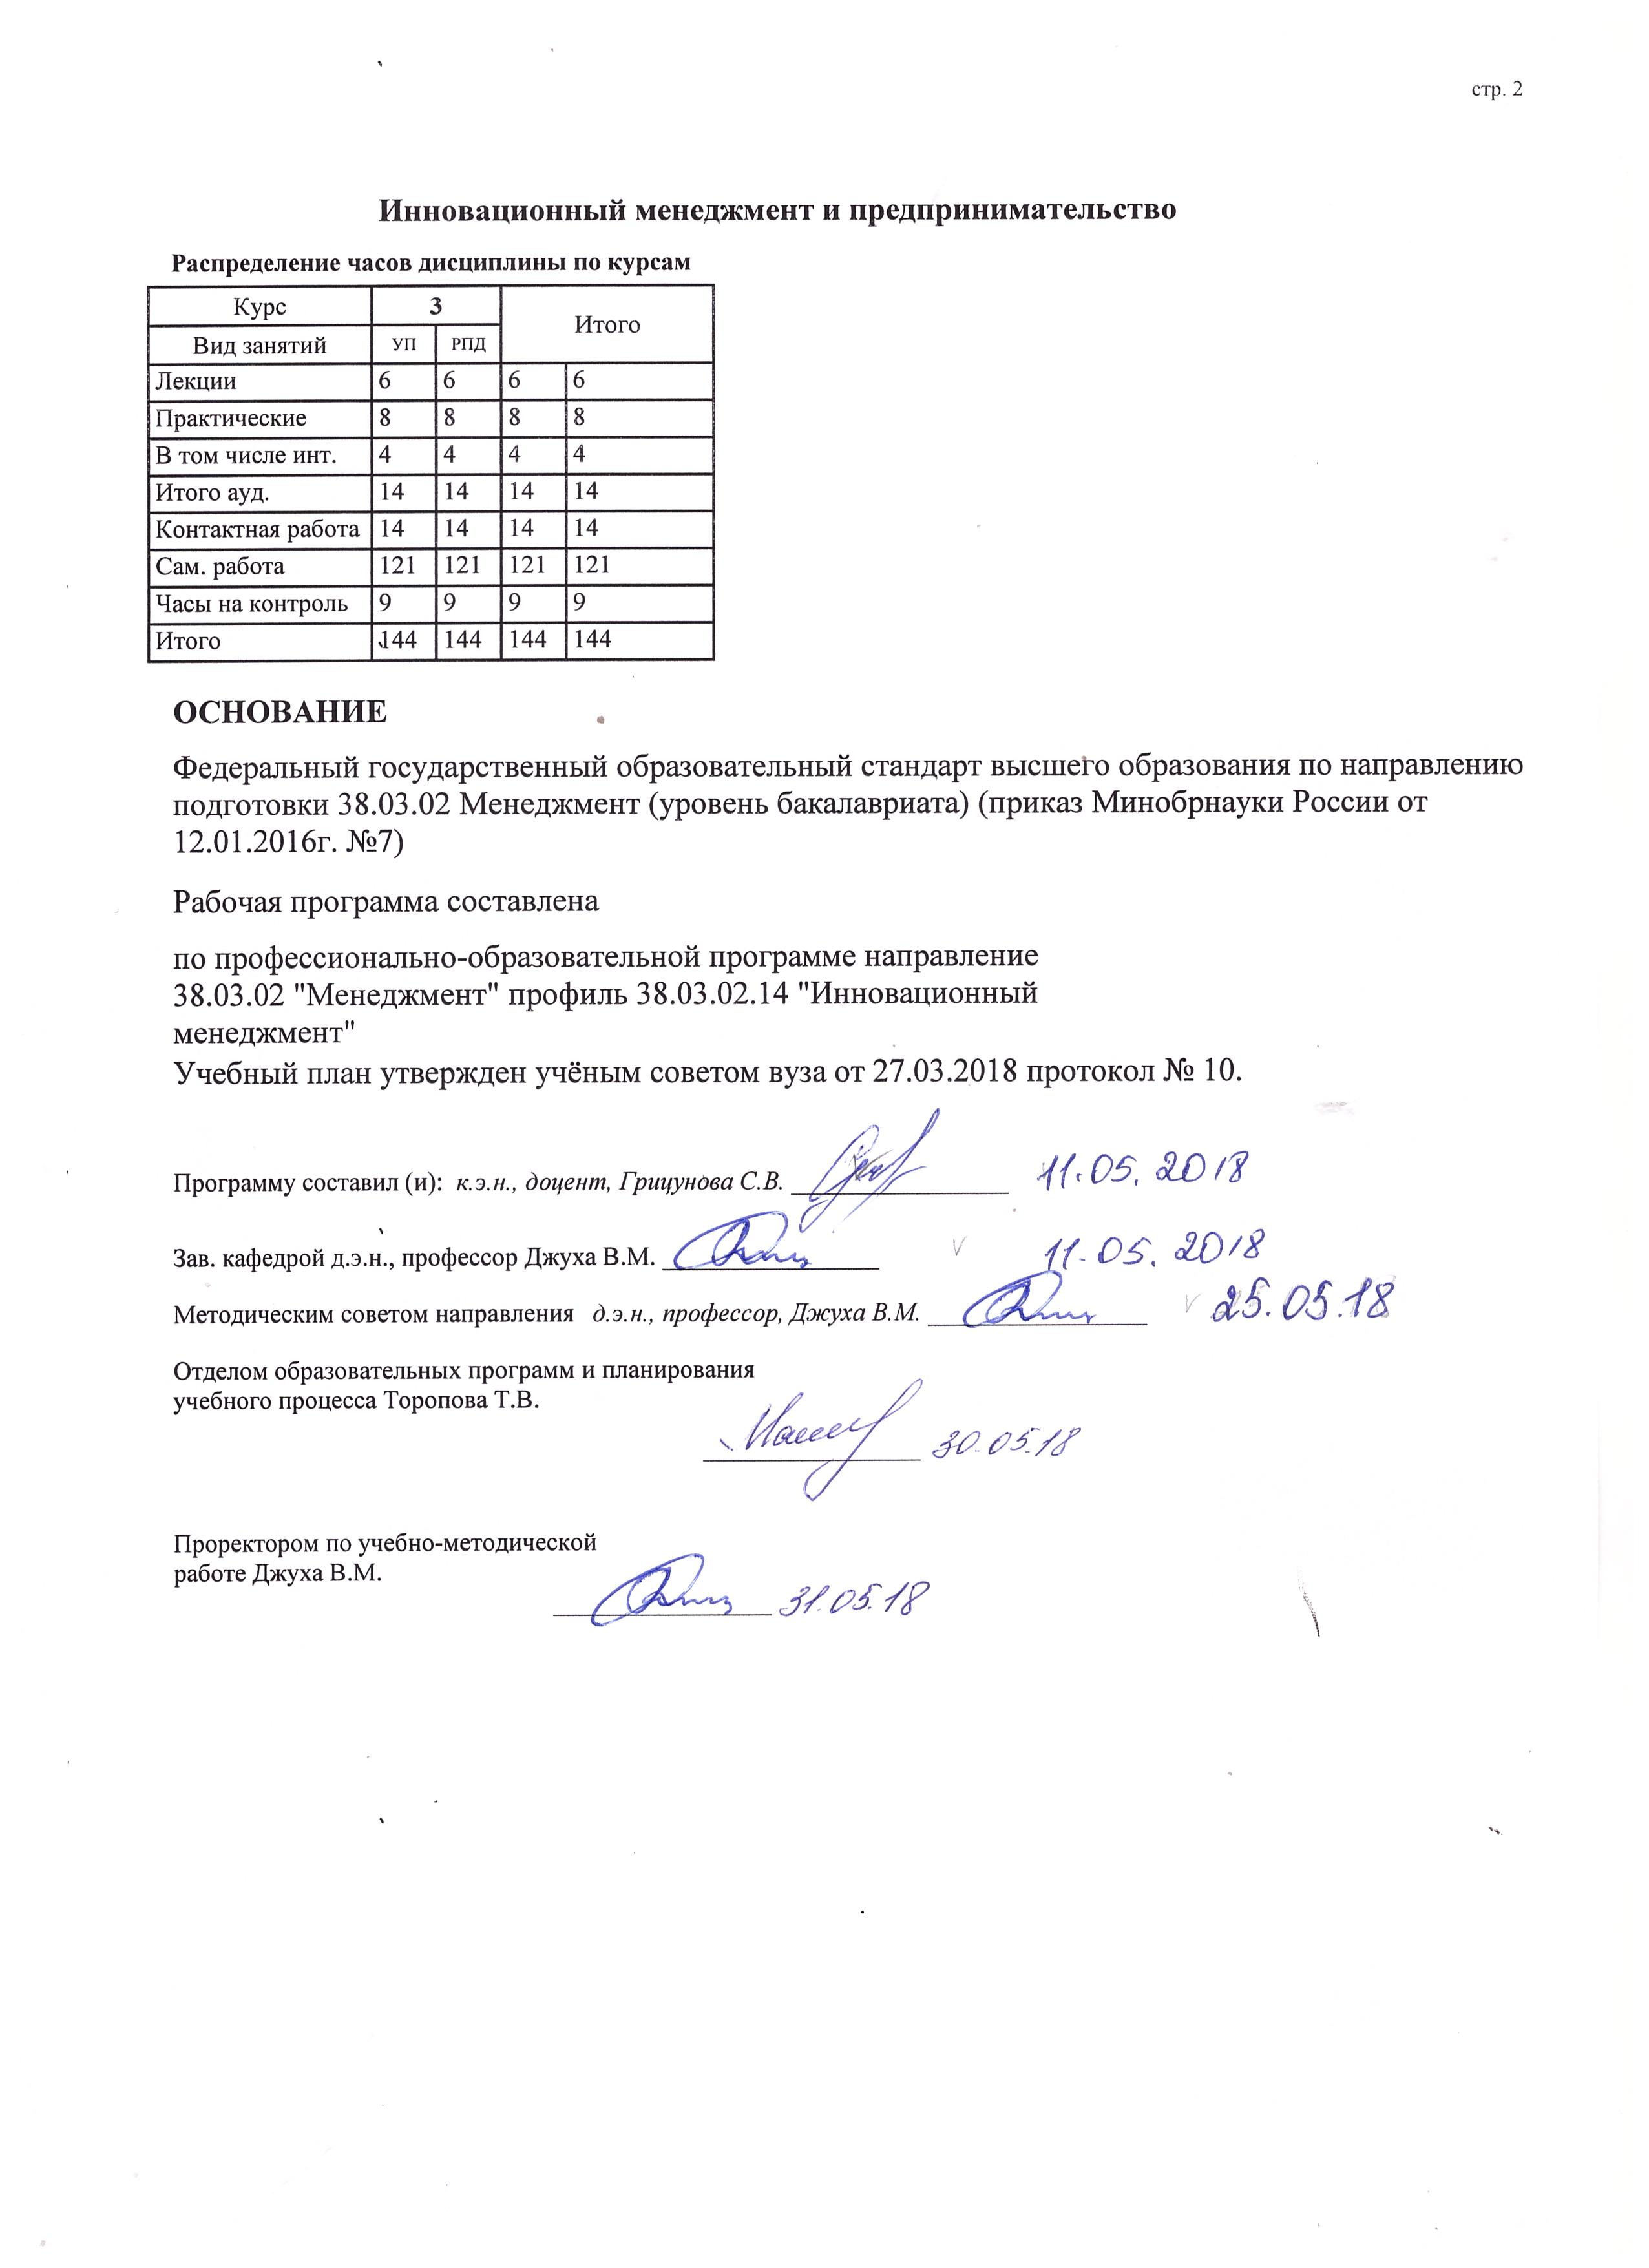 стр. 2
Инновационный менеджмент и предпринимательство
Распределение часов дисциплины по курсам
Курс 3 Итого
Вид занятий УП РПД
Лекции 6 6 6 6
Практические 8 8 8 8
В том числе инт. 4 4 4 4
Итого ауд. 14 14 14 14
Контактная работа 14 14 14 14
Сам. работа 121 121 121 121
Часы на контроль 9 9 9 9
Итого 144 144 144 144
ОСНОВАНИЕ
Федеральный государственный образовательный стандарт высшего образования по направлению
подготовки 38.03.02 Менеджмент (уровень бакалавриата) (приказ Минобрнауки России от
12.01.2016г. №7)
Рабочая программа составлена
по профессионально-образовательной программе направление
38.03.02 "Менеджмент" профиль 38.03.02.14 "Инновационный
менеджмент"
Учебный план утвержден учёным советом вуза от 27.03.2018 протокол № 10.
Программу составил (и): к.э.н., доцент, Грицунова С.В. 11.05.2018
Зав. кафедрой д.э.н., профессор Джуха В.М. 11.05.2018
Методическим советом направления д.э.н., профессор, Джуха В.М. 25.05.18
Отделом образовательных программ и планирования
учебного процесса Торопова Т.В.
30.05.18
Проректором по учебно-методической
работе Джуха В.М.
31.05.18